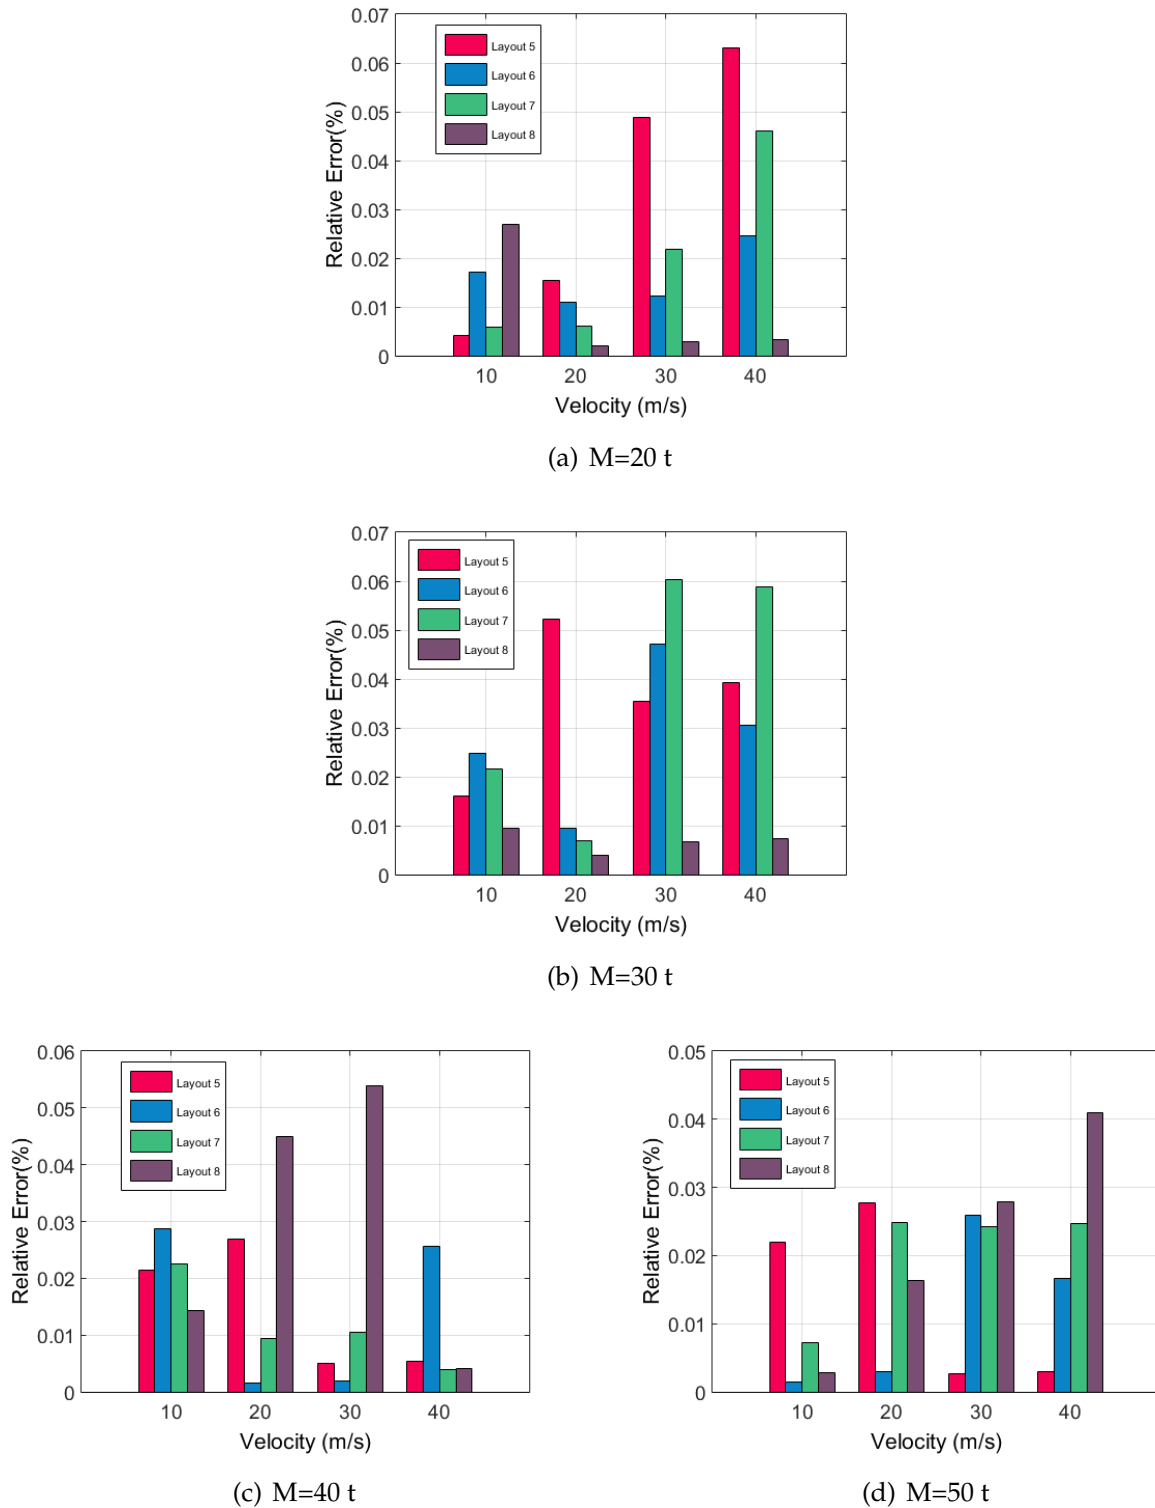 0.07
0.06
0.05
0.04
0.03
0.02
0.01
0
Relative Error(%)
Layout 5
Layout 6
Layout 7
Layout 8
10 20 30 40
Velocity (m/s)
(a) M=20 t
0.07
0.06
0.05
0.04
0.03
0.02
0.01
0
Relative Error(%)
Layout 5
Layout 6
Layout 7
Layout 8
10 20 30 40
Velocity (m/s)
(b) M=30 t
0.06
0.05
0.04
0.03
0.02
0.01
0
Relative Error(%)
Layout 5
Layout 6
Layout 7
Layout 8
10 20 30 40
Velocity (m/s)
(c) M=40 t
0.05
0.04
0.03
0.02
0.01
0
Relative Error(%)
Layout 5
Layout 6
Layout 7
Layout 8
10 20 30 40
Velocity (m/s)
(d) M=50 t